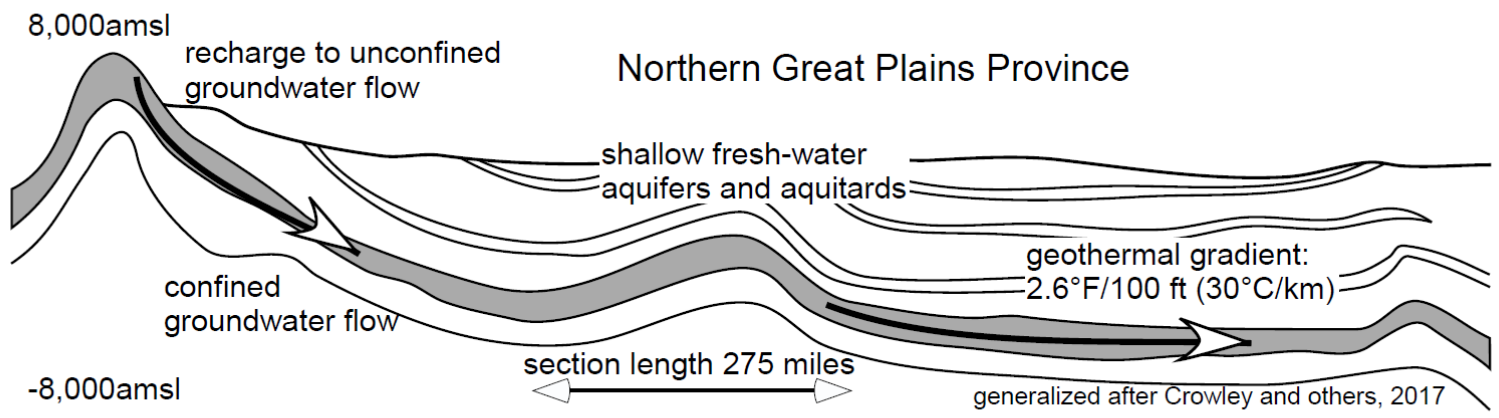 8,000amsl
recharge to unconfined
groundwater flow
Northern Great Plains Province
shallow fresh-water
aquifers and aquitards
geothermal gradient:
2.6°F/100 ft (30°C/km)
confined
groundwater flow
section length 275 miles
-8,000amsl
generalized after Crowley and others, 2017